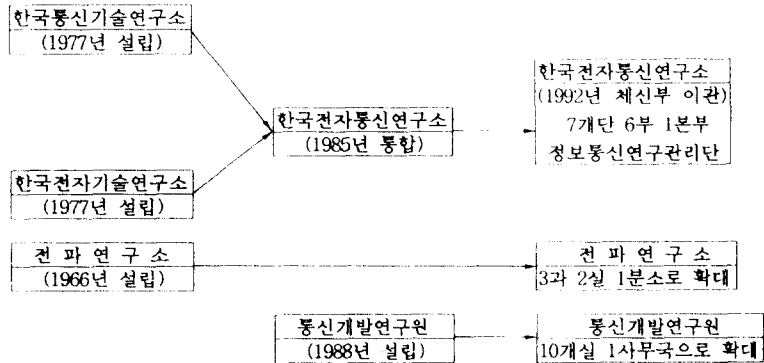 한국통신기술연구소
(1977년 설립)
한국전자통신연구소
(1992년 체신부 이관)
7개단 6부 1본부
정보통신연구관리단
한국전자통신연구소
(1985년 통합)
한국전자기술연구소
(1977년 설립)
전 파 연 구 소
(1966년 설립)
전 파 연 구 소
3과 2실 1분소로 확대
통신개발연구원
(1988년 설립)
통신개발연구원
10개실 1사무국으로 확대